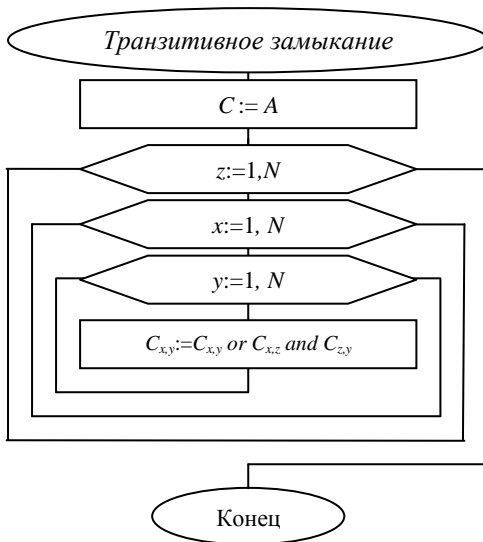 Транзитивное замыкание
C := A
z:=1,N
x:=1, N
y:=1, N
Cx,y:=Cx,y or Cx,z and Cz,y
Конец